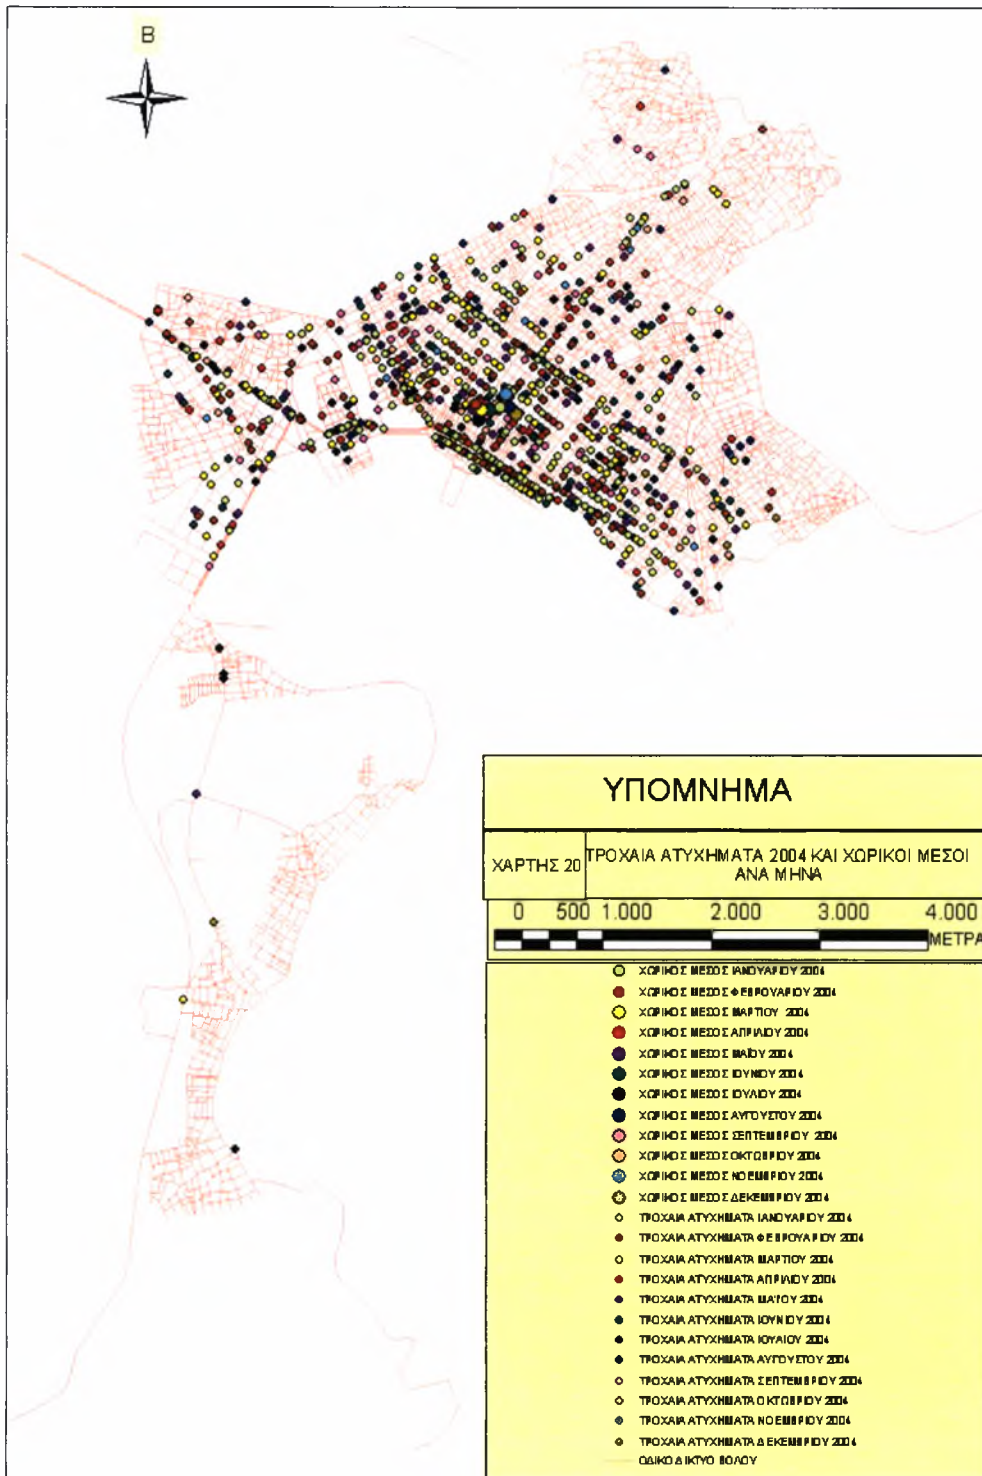 Β
ΥΠΟΜΝΗΜΑ
ΧΑΡΤΗΣ 20
ΤΡΟΧΑΙΑ ΑΤΥΧΗΜΑΤΑ 2004 ΚΑΙ ΧΩΡΙΚΟΙ ΜΕΣΟΙ
ΑΝΑ ΜΗΝΑ
0 500 1.000 2.000 3.000 4.000
ΜΕΤΡΑ
ΧΩΡΙΚΟΣ ΜΕΣΟΣ ΙΑΝΟΥΑΡΙΟΥ 2004
ΧΩΡΙΚΟΣ ΜΕΣΟΣ ΦΕΒΡΟΥΑΡΙΟΥ 2004
ΧΩΡΙΚΟΣ ΜΕΣΟΣ ΜΑΡΤΙΟΥ 2004
ΧΩΡΙΚΟΣ ΜΕΣΟΣ ΑΠΡΙΛΙΟΥ 2004
ΧΩΡΙΚΟΣ ΜΕΣΟΣ ΜΑΪΟΥ 2004
ΧΩΡΙΚΟΣ ΜΕΣΟΣ ΙΟΥΝΙΟΥ 2004
ΧΩΡΙΚΟΣ ΜΕΣΟΣ ΙΟΥΛΙΟΥ 2004
ΧΩΡΙΚΟΣ ΜΕΣΟΣ ΑΥΓΟΥΣΤΟΥ 2004
ΧΩΡΙΚΟΣ ΜΕΣΟΣ ΣΕΠΤΕΜΒΡΙΟΥ 2004
ΧΩΡΙΚΟΣ ΜΕΣΟΣ ΟΚΤΩΒΡΙΟΥ 2004
ΧΩΡΙΚΟΣ ΜΕΣΟΣ ΝΟΕΜΒΡΙΟΥ 2004
ΧΩΡΙΚΟΣ ΜΕΣΟΣ ΔΕΚΕΜΒΡΙΟΥ 2004
ΤΡΟΧΑΙΑ ΑΤΥΧΗΜΑΤΑ ΙΑΝΟΥΑΡΙΟΥ 2004
ΤΡΟΧΑΙΑ ΑΤΥΧΗΜΑΤΑ ΦΕΒΡΟΥΑΡΙΟΥ 2004
ΤΡΟΧΑΙΑ ΑΤΥΧΗΜΑΤΑ ΜΑΡΤΙΟΥ 2004
ΤΡΟΧΑΙΑ ΑΤΥΧΗΜΑΤΑ ΑΠΡΙΛΙΟΥ 2004
ΤΡΟΧΑΙΑ ΑΤΥΧΗΜΑΤΑ ΜΑΪΟΥ 2004
ΤΡΟΧΑΙΑ ΑΤΥΧΗΜΑΤΑ ΙΟΥΝΙΟΥ 2004
ΤΡΟΧΑΙΑ ΑΤΥΧΗΜΑΤΑ ΙΟΥΛΙΟΥ 2004
ΤΡΟΧΑΙΑ ΑΤΥΧΗΜΑΤΑ ΑΥΓΟΥΣΤΟΥ 2004
ΤΡΟΧΑΙΑ ΑΤΥΧΗΜΑΤΑ ΣΕΠΤΕΜΒΡΙΟΥ 2004
ΤΡΟΧΑΙΑ ΑΤΥΧΗΜΑΤΑ ΟΚΤΩΒΡΙΟΥ 2004
ΤΡΟΧΑΙΑ ΑΤΥΧΗΜΑΤΑ ΝΟΕΜΒΡΙΟΥ 2004
ΤΡΟΧΑΙΑ ΑΤΥΧΗΜΑΤΑ ΔΕΚΕΜΒΡΙΟΥ 2004
ΟΔΙΚΟ ΔΙΚΤΥΟ ΒΟΛΟΥ